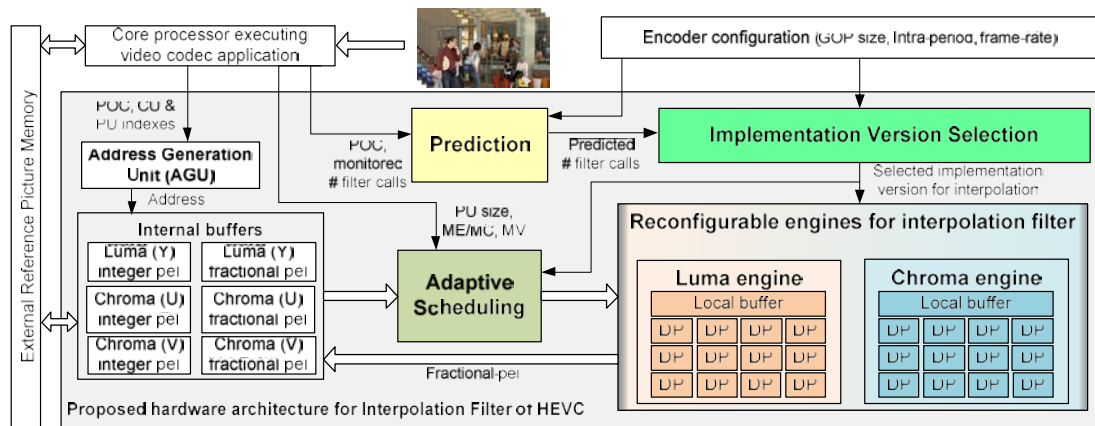 External Reference Picture Memory
Core processor executing
video codec application
Encoder configuration (GOP size, Intra-period, frame-rate)
POC, CU &
PU indexes
Address Generation
Unit (AGU)
Address
POC,
monitored
# filter calls
Prediction
Predicted
# filter calls
Implementation Version Selection
Selected implementation
version for interpolation
Internal buffers
Luma (Y)
integer pel
Luma (Y)
fractional pel
Chroma (U)
integer pel
Chroma (U)
fractional pel
Chroma (V)
integer pel
Chroma (V)
fractional pel
PU size,
ME/MC, MV
Adaptive
Scheduling
Fractional-pel
Reconfigurable engines for interpolation filter
Luma engine
Local buffer
DP DP DP DP
DP DP DP DP
DP DP DP DP
Chroma engine
Local buffer
DP DP DP DP
DP DP DP DP
DP DP DP DP
Proposed hardware architecture for Interpolation Filter of HEVC